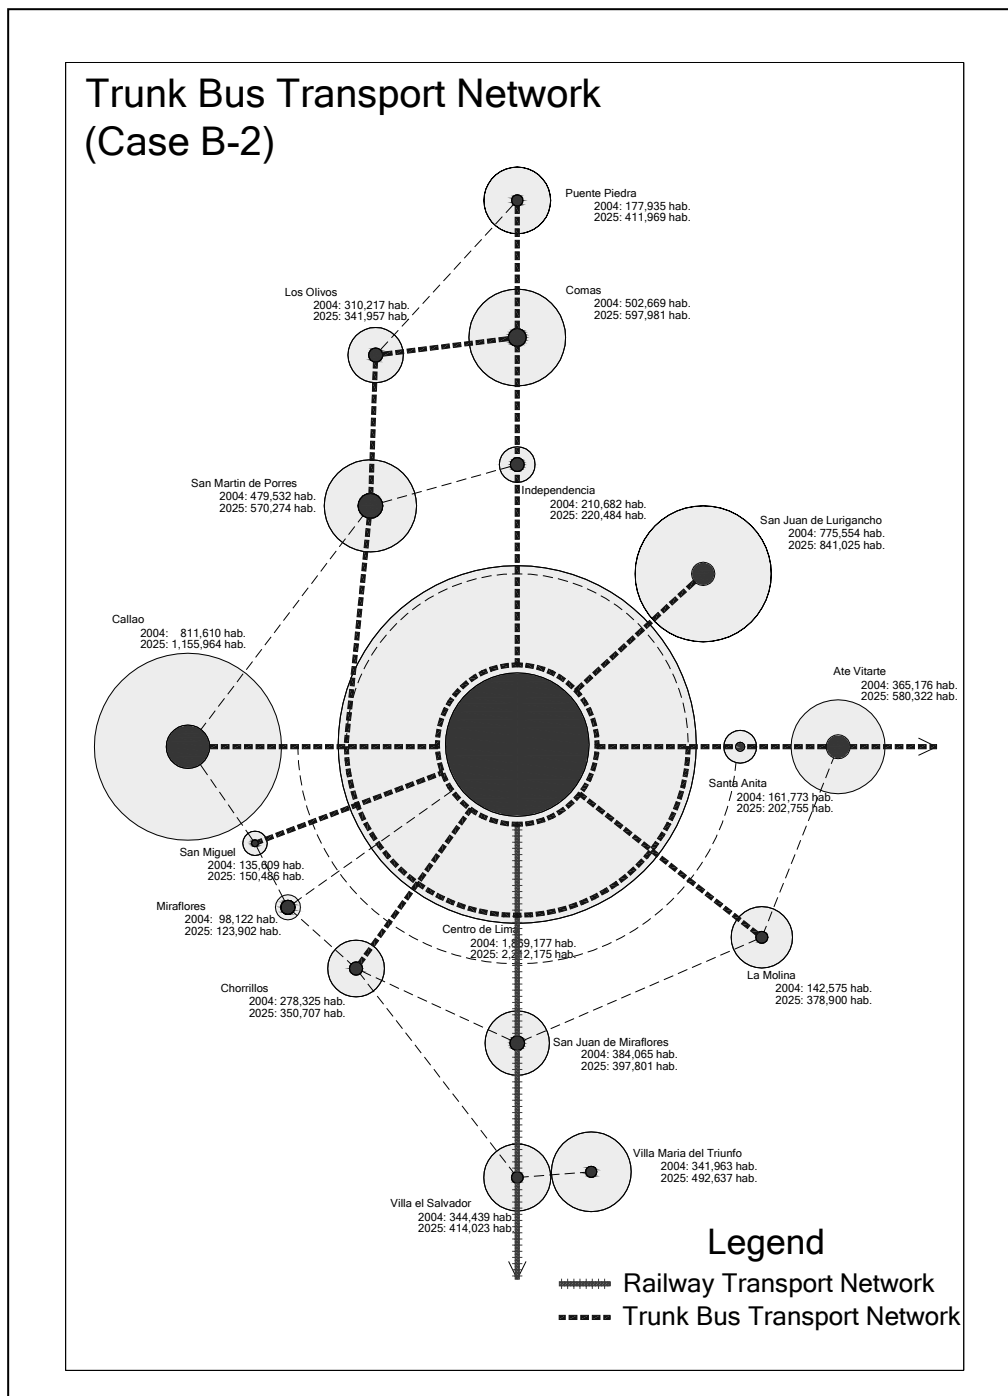 Trunk Bus Transport Network
(Case B-2)
Puente Piedra
2004: 177,935 hab.
2025: 411,969 hab.
Los Olivos
2004: 310,217 hab.
2025: 341,957 hab.
Comas
2004: 502,669 hab.
2025: 597,981 hab.
San Martin de Porres
2004: 479,532 hab.
2025: 570,274 hab.
Independencia
2004: 210,682 hab.
2025: 220,484 hab.
San Juan de Lurigancho
2004: 775,554 hab.
2025: 841,025 hab.
Callao
2004: 811,610 hab.
2025: 1,155,964 hab.
Ate Vitarte
2004: 365,176 hab.
2025: 580,322 hab.
Santa Anita
2004: 161,773 hab.
2025: 202,755 hab.
San Miguel
2004: 135,609 hab.
2025: 150,486 hab.
Miraflores
2004: 98,122 hab.
2025: 123,902 hab.
Centro de Lima
2004: hab.
2025: hab.
Chorrillos
2004: 278,325 hab.
2025: 350,707 hab.
La Molina
2004: 142,575 hab.
2025: 378,900 hab.
San Juan de Miraflores
2004: 384,065 hab.
2025: 397,801 hab.
Villa Maria del Triunfo
2004: 341,963 hab.
2025: 492,637 hab.
Villa el Salvador
2004: 344,439 hab.
2025: 414,023 hab.
Legend
Railway Transport Network
Trunk Bus Transport Network